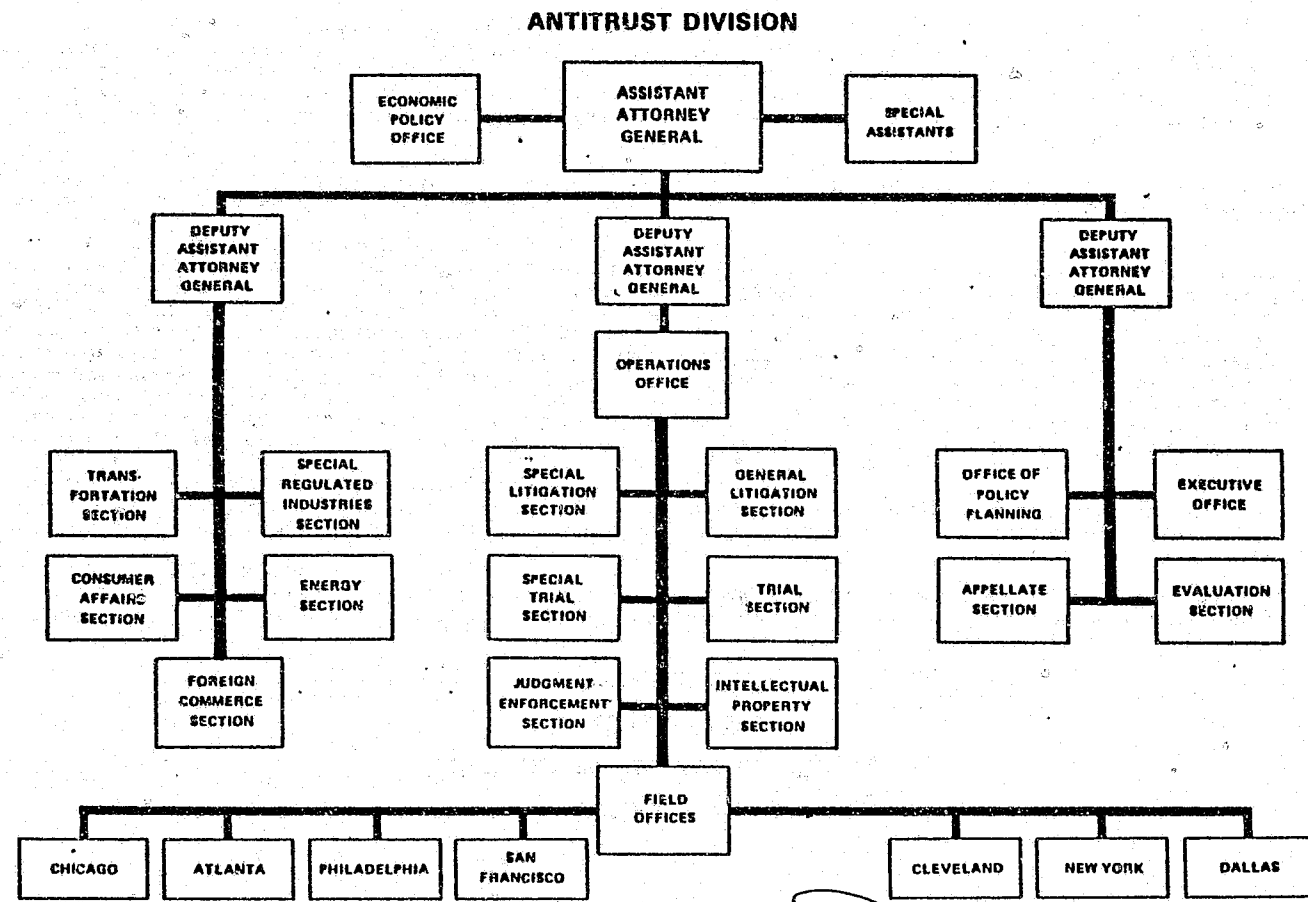 ANTITRUST DIVISION
ECONOMIC
POLICY
OFFICE
ASSISTANT
ATTORNEY
GENERAL
SPECIAL
ASSISTANTS
DEPUTY
ASSISTANT
ATTORNEY
GENERAL
DEPUTY
ASSISTANT
ATTORNEY
GENERAL
DEPUTY
ASSISTANT
ATTORNEY
GENERAL
OPERATIONS
OFFICE
TRANS-
PORTATION
SECTION
SPECIAL
REGULATED
INDUSTRIES
SECTION
SPECIAL
LITIGATION
SECTION
GENERAL
LITIGATION
SECTION
OFFICE OF
POLICY
PLANNING
EXECUTIVE
OFFICE
CONSUMER
AFFAIRS
SECTION
ENERGY
SECTION
SPECIAL
TRIAL
SECTION
TRIAL
SECTION
APPELLATE
SECTION
EVALUATION
SECTION
FOREIGN
COMMERCE
SECTION
JUDGMENT
ENFORCEMENT
SECTION
INTELLECTUAL
PROPERTY
SECTION
FIELD
OFFICES
CHICAGO
ATLANTA
PHILADELPHIA
SAN
FRANCISCO
CLEVELAND
NEW YORK
DALLAS